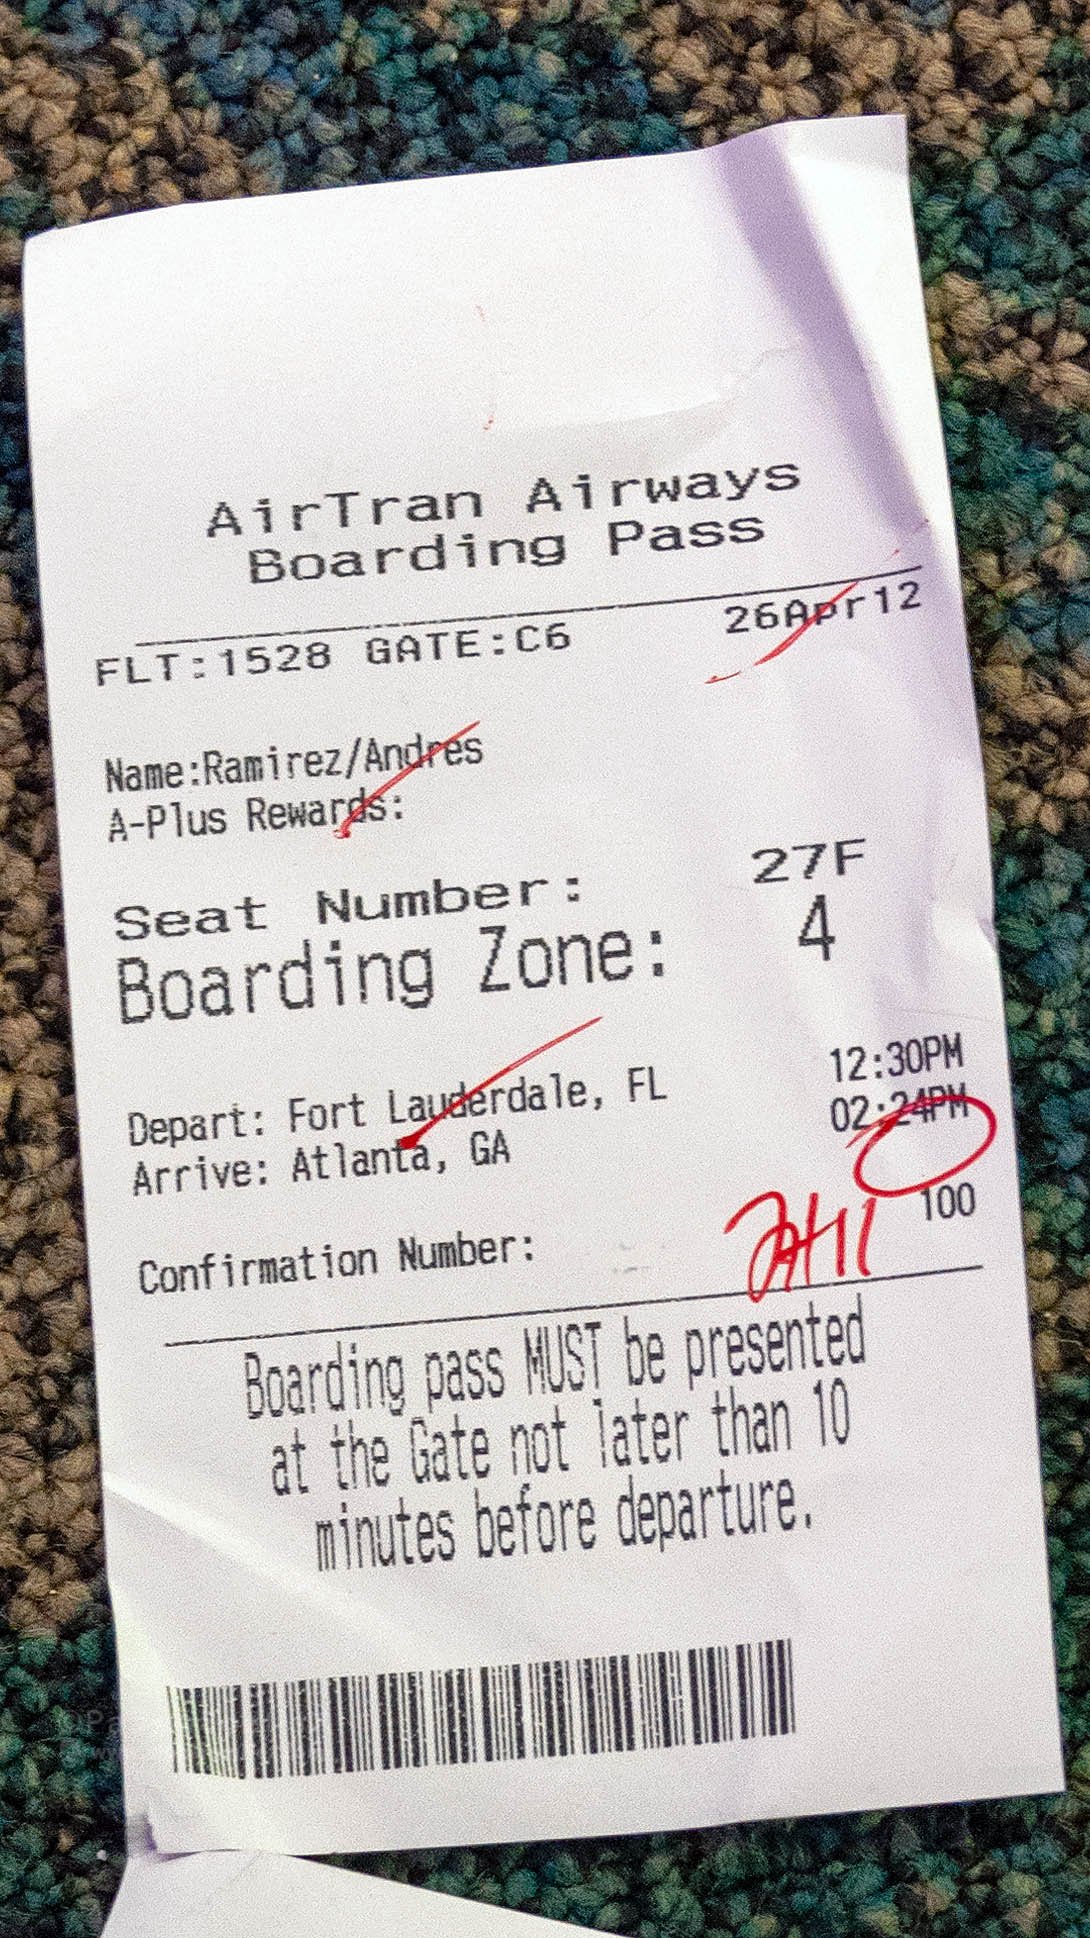 AirTran Airways
Boarding Pass
FLT:1528 GATE:C6 26Apr12
Name:Ramirez/Andres
A-Plus Rewards:
Seat Number: 27F
Boarding Zone: 4
Depart: Fort Lauderdale, FL 12:30PM
Arrive: Atlanta, GA 02:24PM
Confirmation Number: 100
Boarding pass MUST be presented
at the Gate not later than 10
minutes before departure.